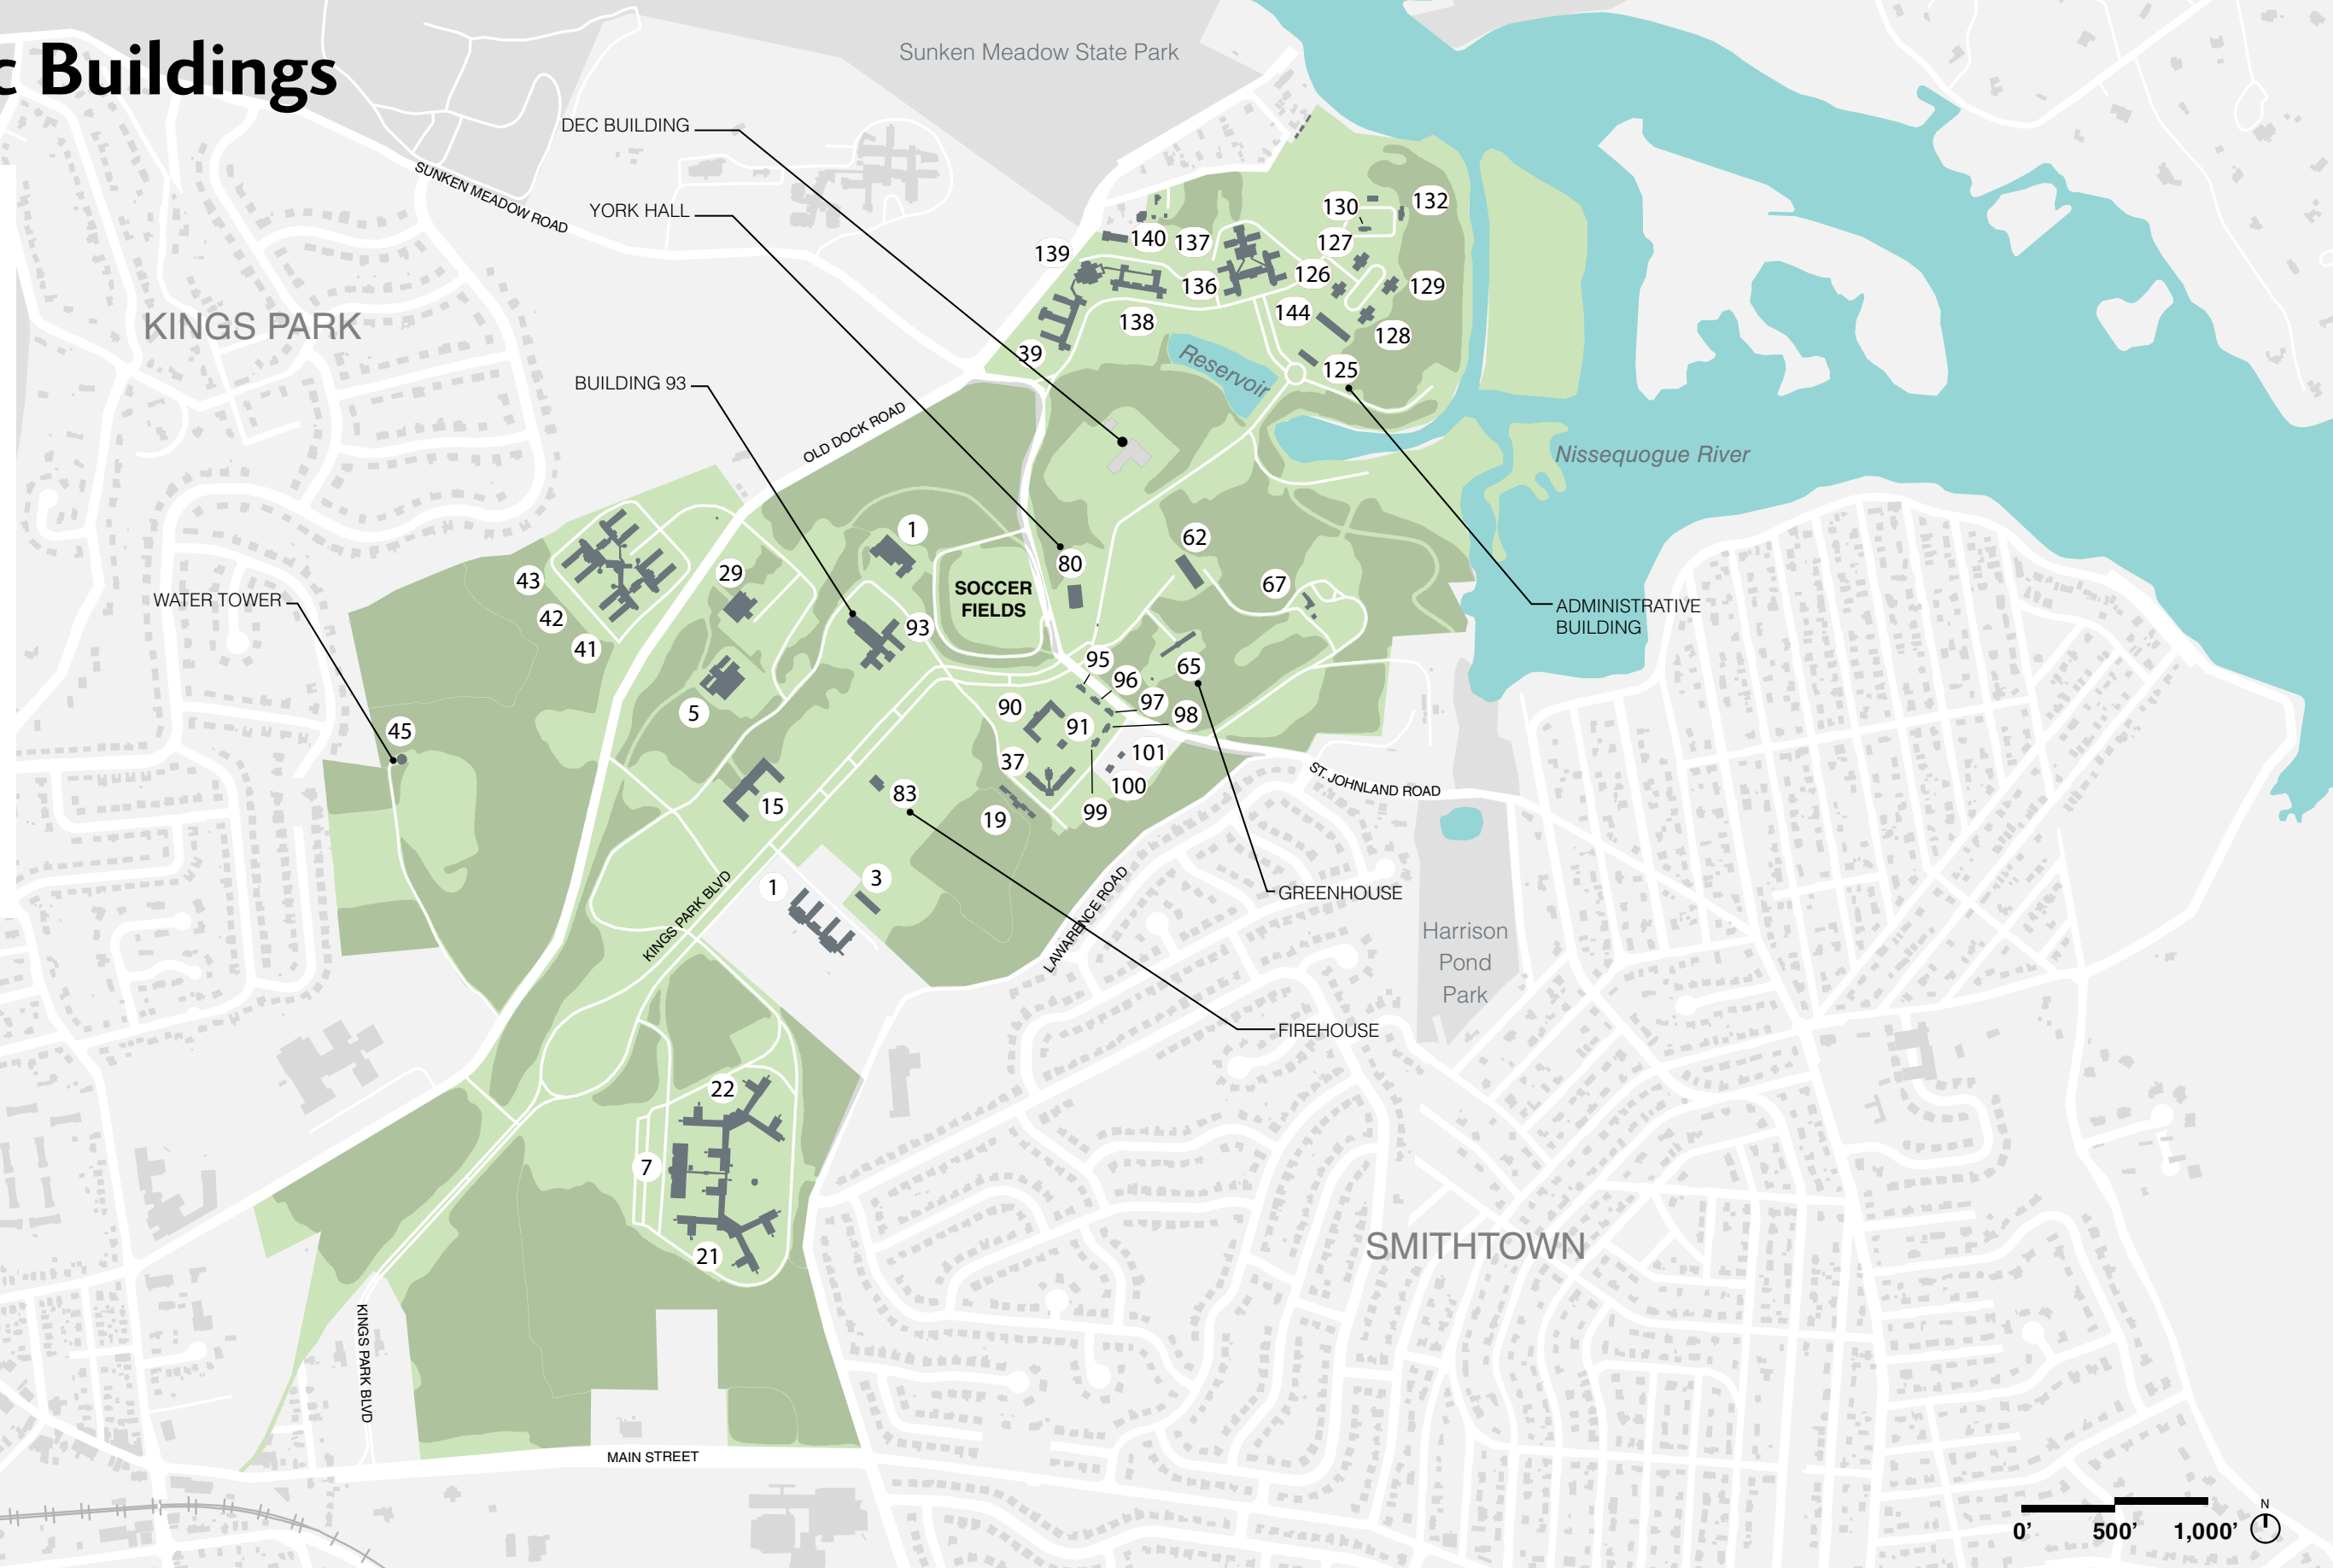 c Buildings
Sunken Meadow State Park
DEC BUILDING
SUNKEN MEADOW ROAD
YORK HALL
130
132
140
137
127
139
136
126
129
KINGS PARK
138
144
128
39
Reservoir
125
BUILDING 93
OLD DOCK ROAD
Nissequogue River
1
62
80
43
29
67
SOCCER
FIELDS
WATER TOWER
ADMINISTRATIVE
BUILDING
42
93
41
95
65
96
97
98
5
90
91
45
101
37
100
ST. JOHNLAND ROAD
83
15
19
99
1
3
KINGS PARK BLVD
LAWARENCE ROAD
GREENHOUSE
Harrison
Pond
Park
FIREHOUSE
22
7
21
SMITHTOWN
KINGS PARK BLVD
MAIN STREET
N
0’ 500’ 1,000’